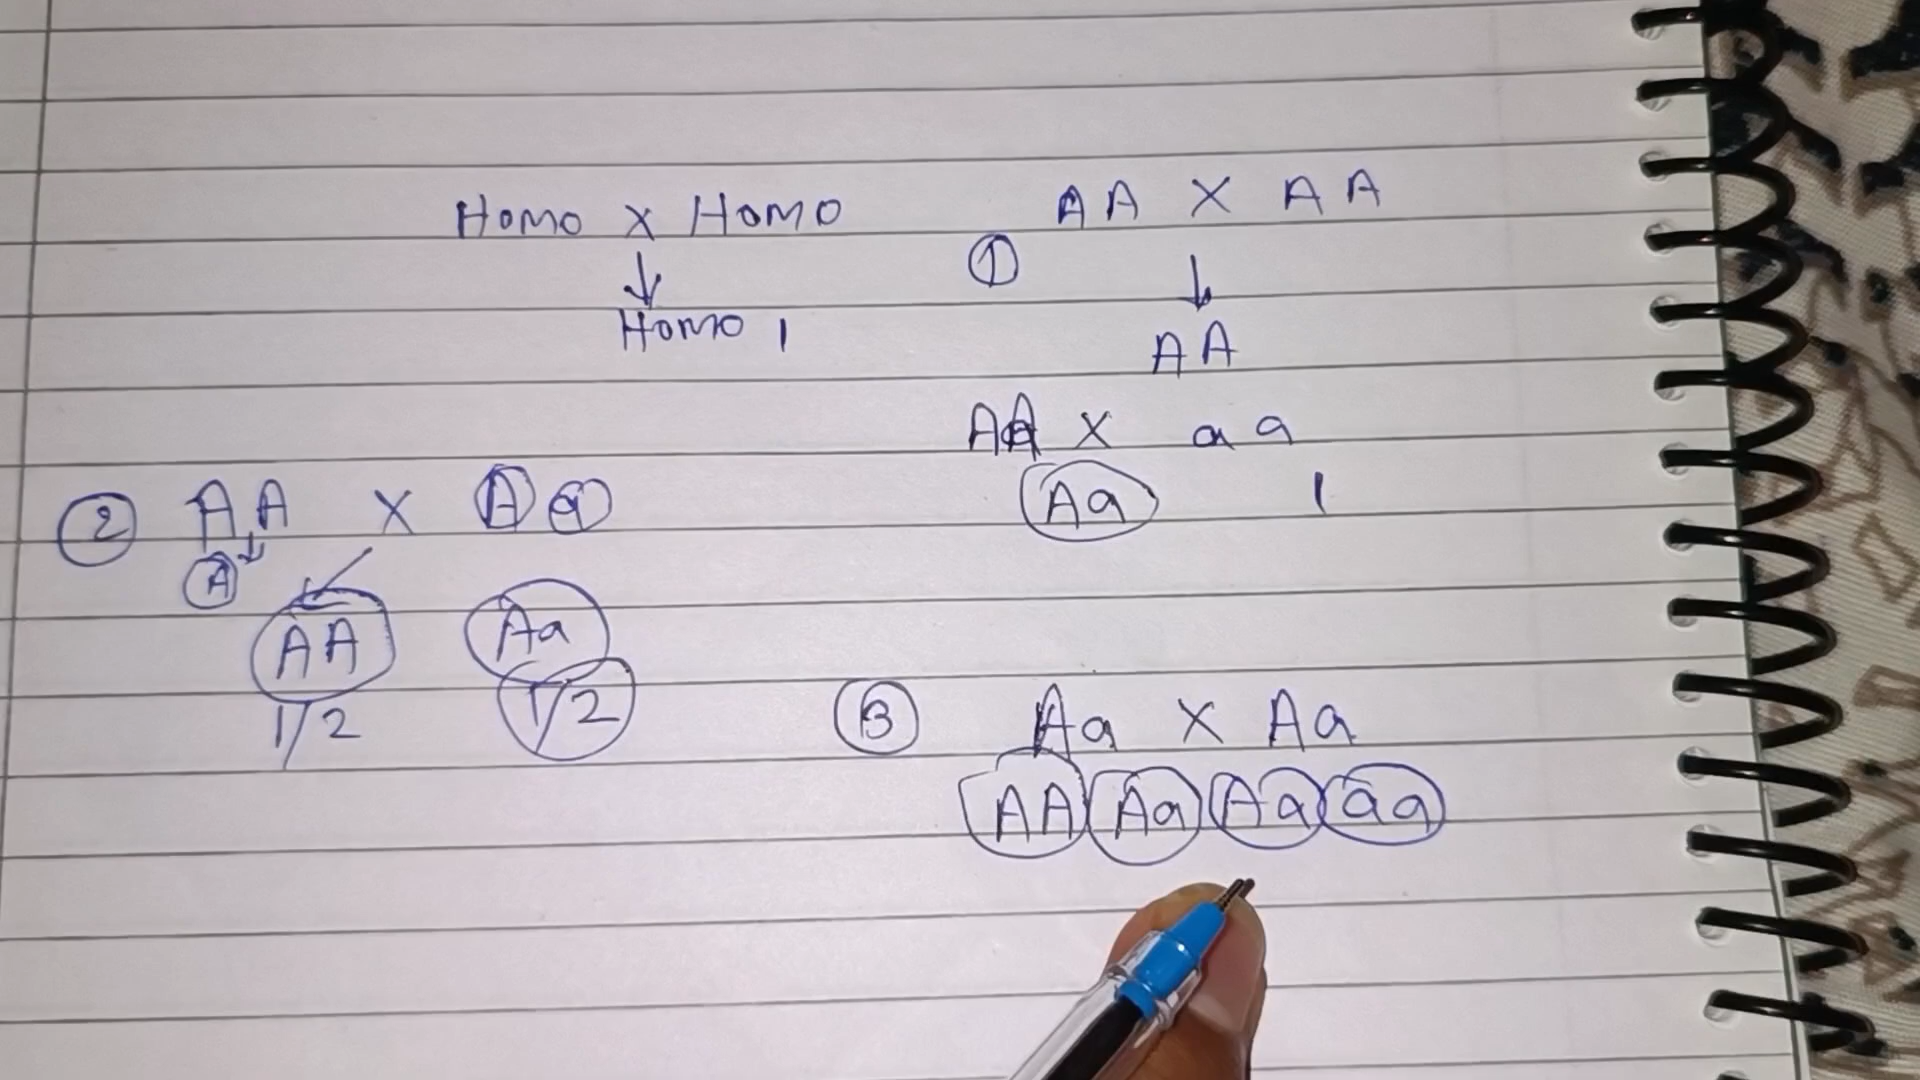 Homo X Homo
Homo 1
① AA X AA
AA
AA X aa
Aa 1
② AA X Aa
A
AA Aa
1/2 1/2
③ Aa X Aa
AA Aa Aa aa